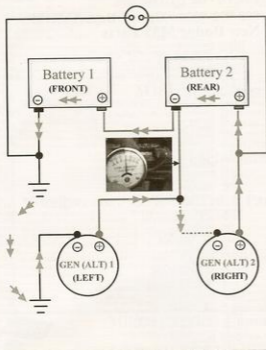 Battery 1
(FRONT)
− +
Battery 2
(REAR)
− +
− +
GEN (ALT) 1
(LEFT)
− +
GEN (ALT) 2
(RIGHT)